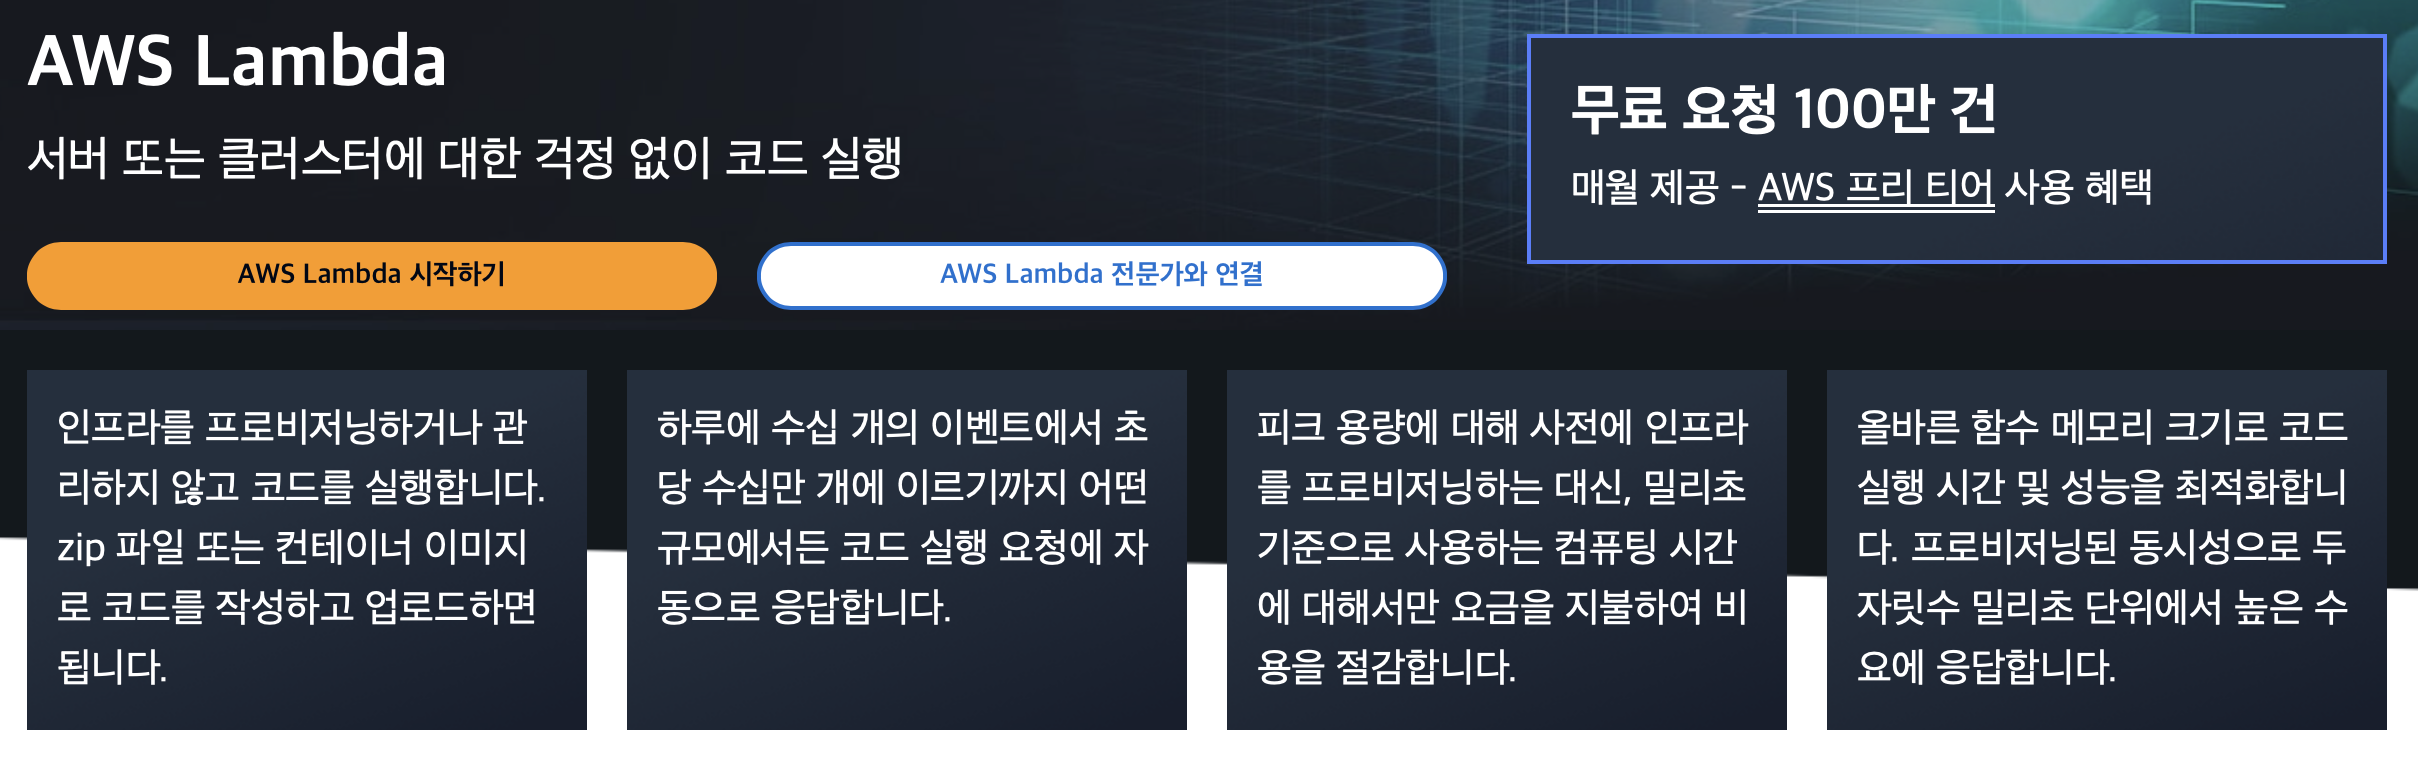 AWS Lambda
서버 또는 클러스터에 대한 걱정 없이 코드 실행
AWS Lambda 시작하기
AWS Lambda 전문가와 연결
무료 요청 100만 건
매월 제공 - AWS 프리 티어 사용 혜택
인프라를 프로비저닝하거나 관
리하지 않고 코드를 실행합니다.
zip 파일 또는 컨테이너 이미지
로 코드를 작성하고 업로드하면
됩니다.
하루에 수십 개의 이벤트에서 초
당 수십만 개에 이르기까지 어떤
규모에서든 코드 실행 요청에 자
동으로 응답합니다.
피크 용량에 대해 사전에 인프라
를 프로비저닝하는 대신, 밀리초
기준으로 사용하는 컴퓨팅 시간
에 대해서만 요금을 지불하여 비
용을 절감합니다.
올바른 함수 메모리 크기로 코드
실행 시간 및 성능을 최적화합니
다. 프로비저닝된 동시성으로 두
자릿수 밀리초 단위에서 높은 수
요에 응답합니다.